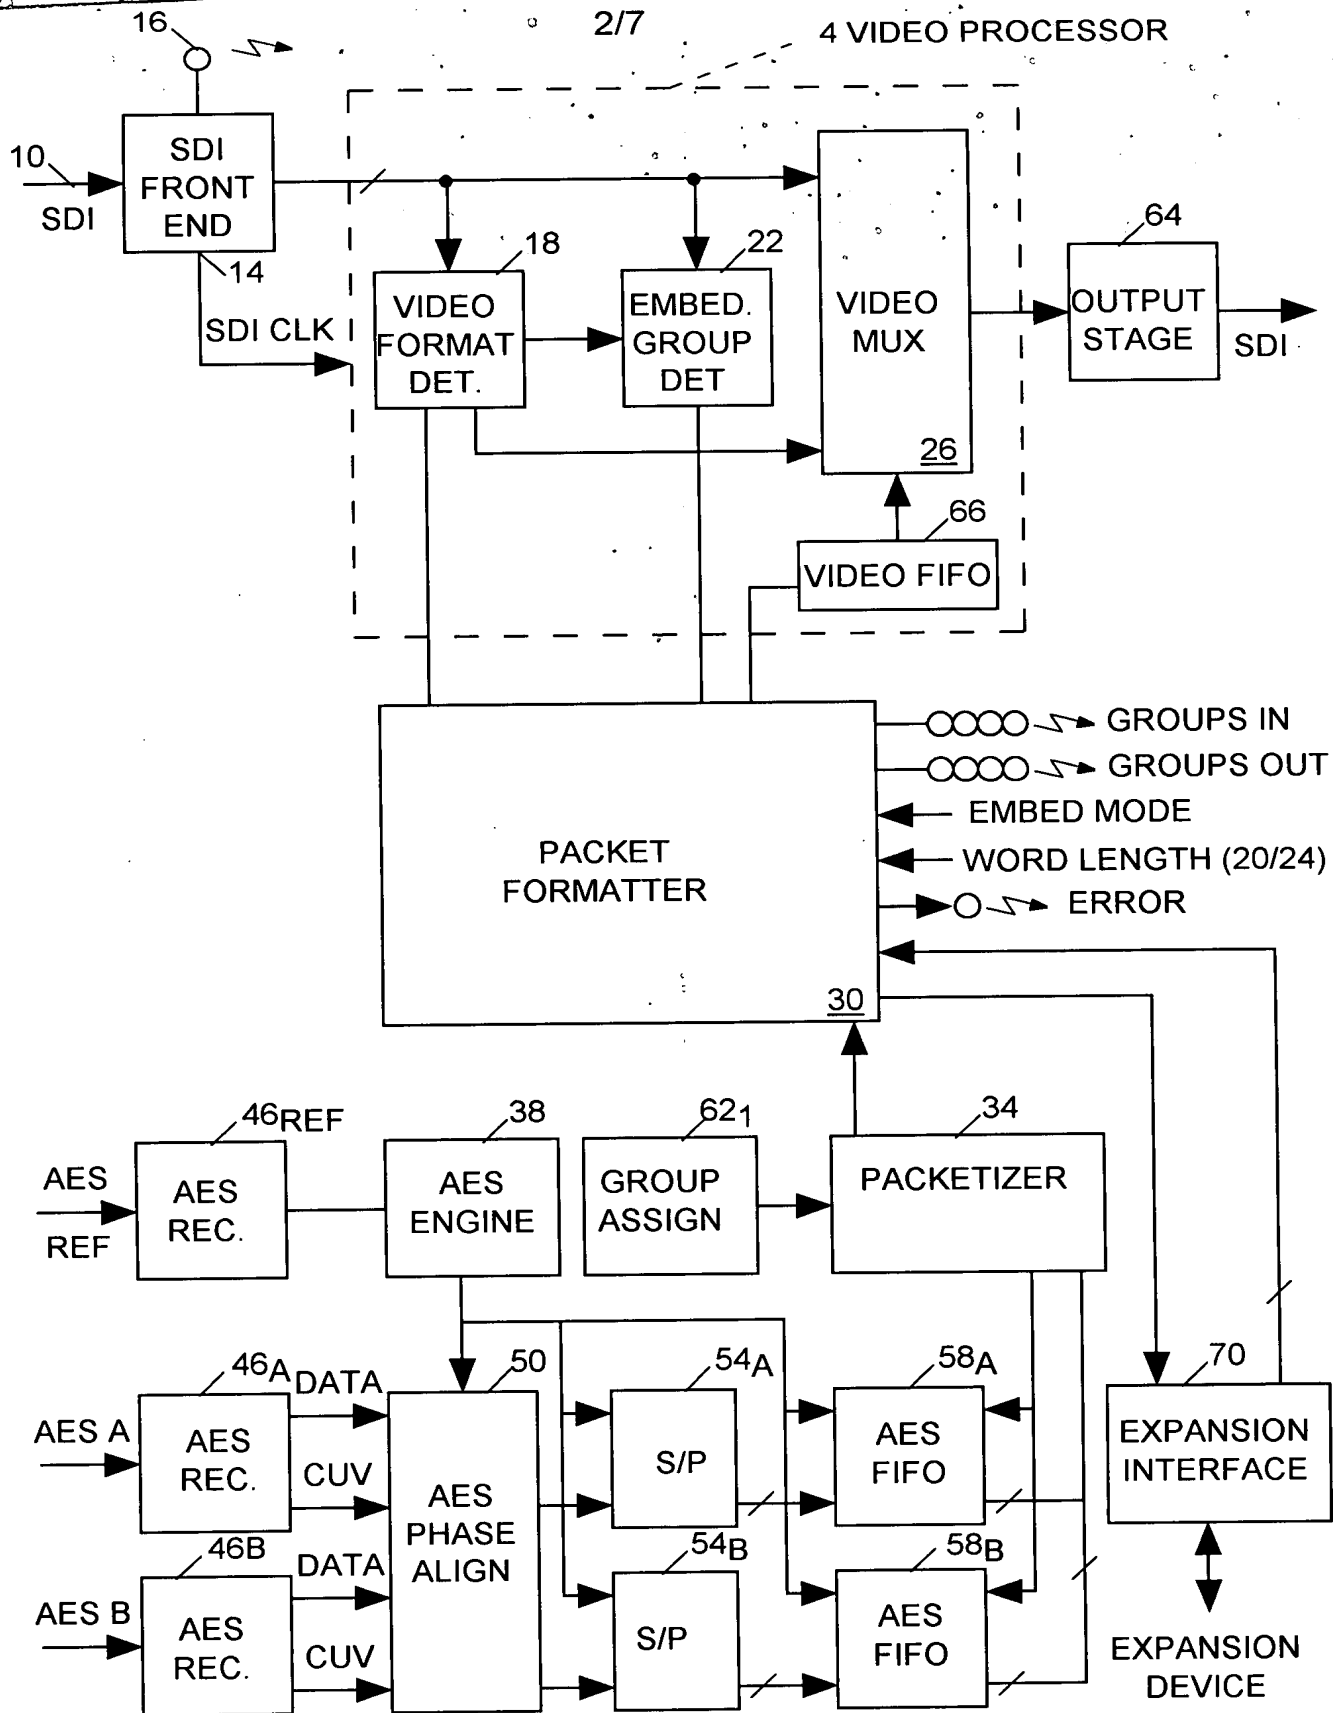 2/7
16
4 VIDEO PROCESSOR
10
SDI
SDI
FRONT
END
14
SDI CLK
18
VIDEO
FORMAT
DET.
22
EMBED.
GROUP
DET
VIDEO
MUX
26
64
OUTPUT
STAGE
SDI
66
VIDEO FIFO
PACKET
FORMATTER
30
GROUPS IN
GROUPS OUT
EMBED MODE
WORD LENGTH (20/24)
ERROR
46REF
AES
REF
AES
REC.
38
AES
ENGINE
621
GROUP
ASSIGN
34
PACKETIZER
46A
DATA
AES A
AES
REC.
CUV
50
AES
PHASE
ALIGN
54A
S/P
58A
AES
FIFO
70
EXPANSION
INTERFACE
46B
DATA
AES B
AES
REC.
CUV
54B
S/P
58B
AES
FIFO
EXPANSION
DEVICE